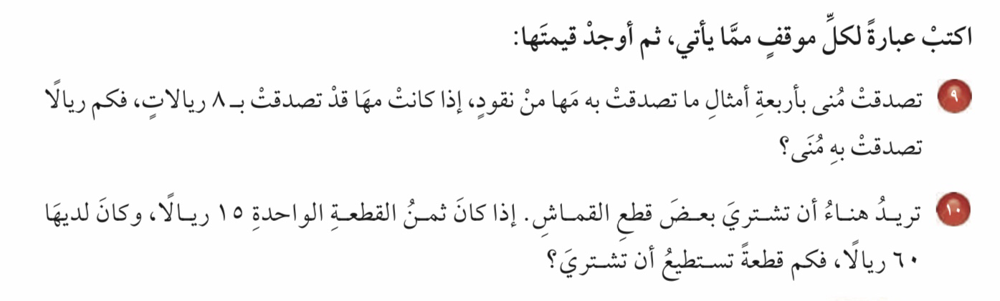 اكتبْ عبارةً لكلِّ موقفٍ ممَّا يأتي، ثم أوجدْ قيمتَها:
٩ تصدقتْ مُنى بأربعةِ أمثالِ ما تصدقتْ به مَها منْ نقودٍ، إذا كانتْ مهَا قدْ تصدقتْ بـ ٨ ريالاتٍ، فكم ريالًا
تصدقتْ بهِ مُنَى؟
١٠ تريـدُ هنـاءُ أن تشـتريَ بعـضَ قطعِ القمـاشِ. إذا كانَ ثمـنُ القطعـةِ الواحدةِ ١٥ ريـالًا، وكانَ لديهَا
٦٠ ريالًا، فكم قطعةً تسـتطيعُ أن تشـتريَ؟